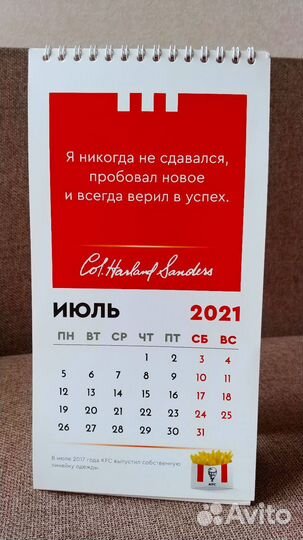 Я никогда не сдавался,
пробовал новое
и всегда верил в успех.
Col. Harland Sanders
ИЮЛЬ 2021
ПН ВТ СР ЧТ ПТ СБ ВС
1 2 3 4
5 6 7 8 9 10 11
12 13 14 15 16 17 18
19 20 21 22 23 24 25
26 27 28 29 30 31
В июле 2017 года KFC выпустил собственную
линейку одежды.
KFC
Avito